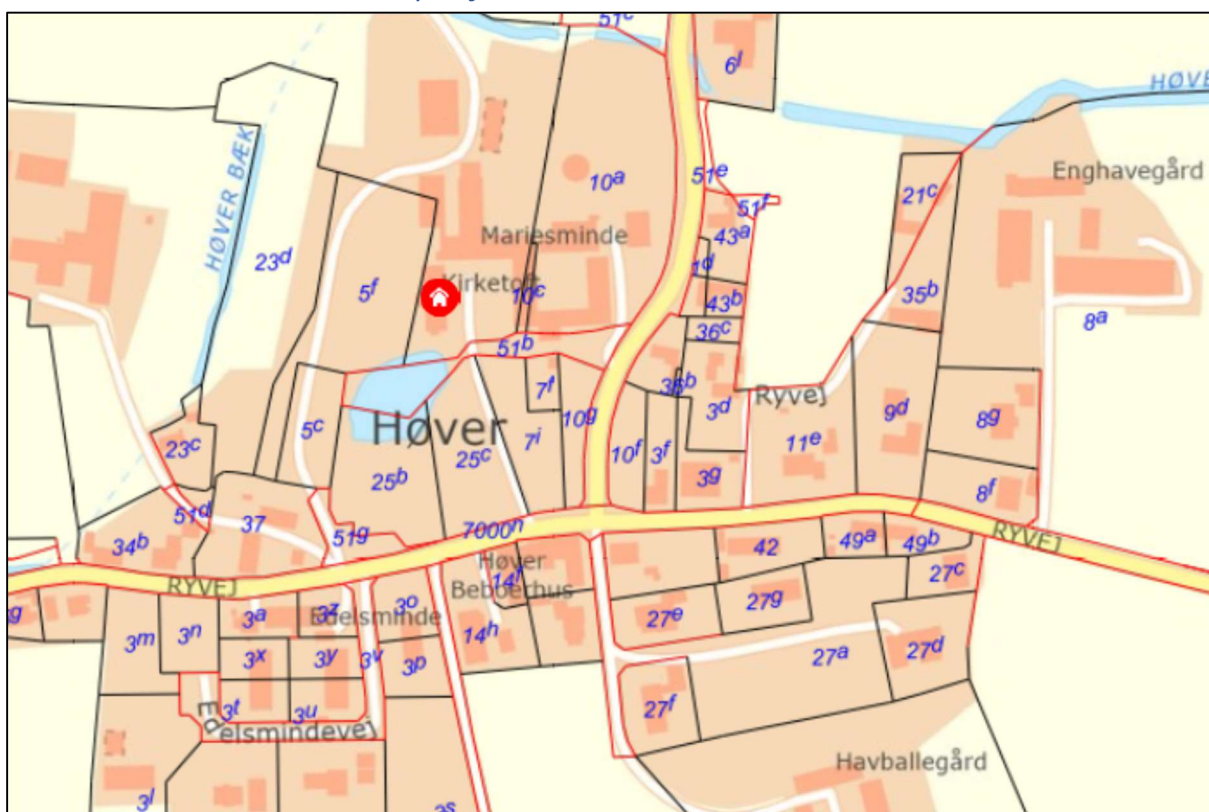 51c
6l
HØVER BÆK
HØVE
Enghavegård
10a
51e
21c
51f
43a
Mariesminde
23d
1d
5f
Kirketoft
10c
43b
35b
8a
36c
51b
7f
35b
Ryvej
3d
10g
9d
8g
Høver
5c
23c
25b
25c
7i
10f
3f
3g
11e
8f
51d
37
34b
51g
7000n
RYVEJ
RYVEJ
Høver
Beboerhus
14f
42
49a
49b
27c
3m
3n
3a
3z
Edelsminde
3o
14h
27e
27g
3x
3y
3v
3p
27a
27d
3t
3u
27f
Edelsmindevej
Havballegård
3l
3s